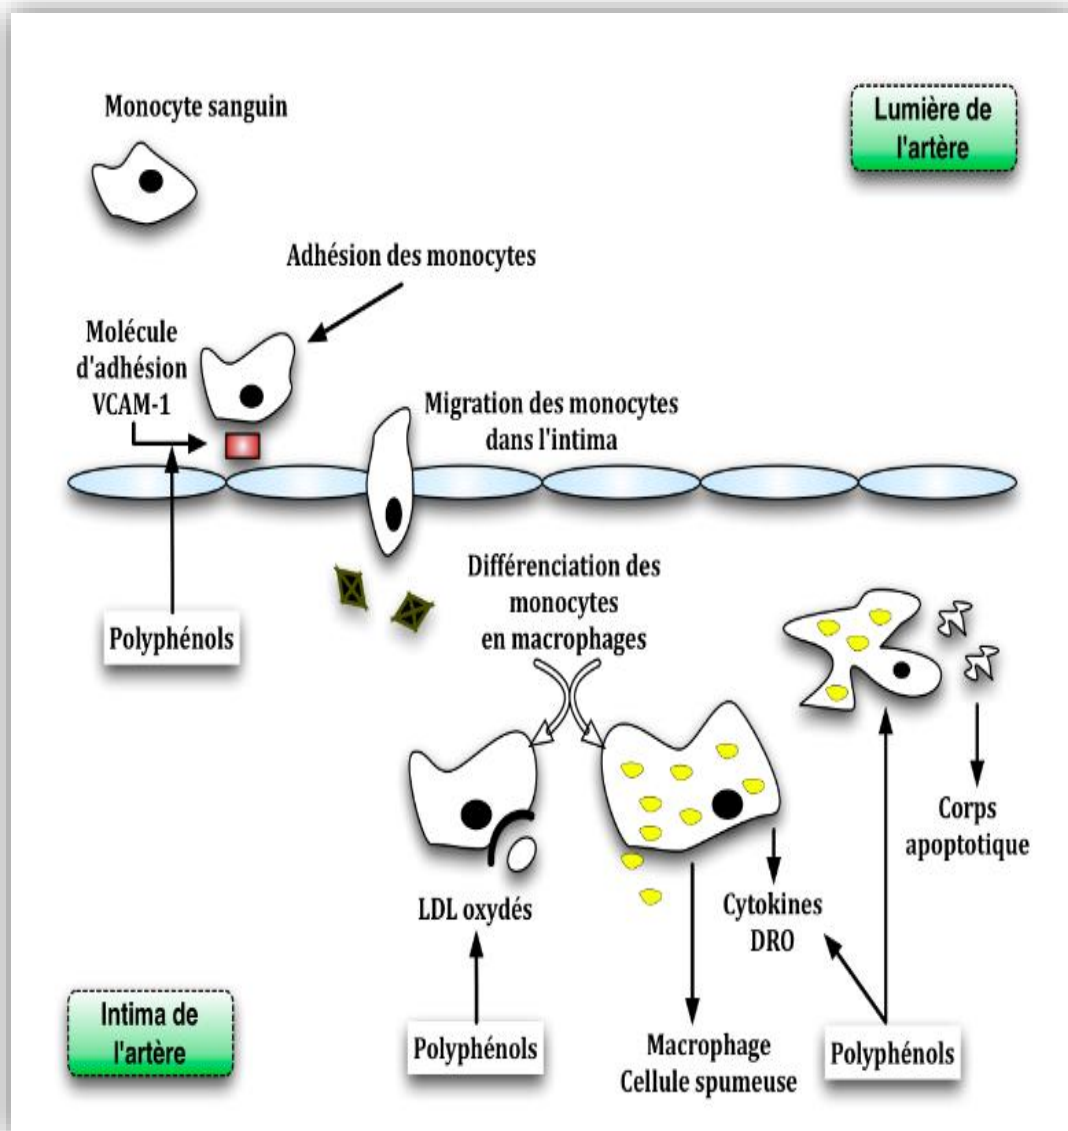 Monocyte sanguin
Lumière de
l'artère
Adhésion des monocytes
Molécule
d'adhésion
VCAM-1
Migration des monocytes
dans l'intima
Polyphénols
Différenciation des
monocytes
en macrophages
Corps
apoptotique
LDL oxydés
Cytokines
DRO
Intima de
l'artère
Polyphénols
Macrophage
Cellule spumeuse
Polyphénols